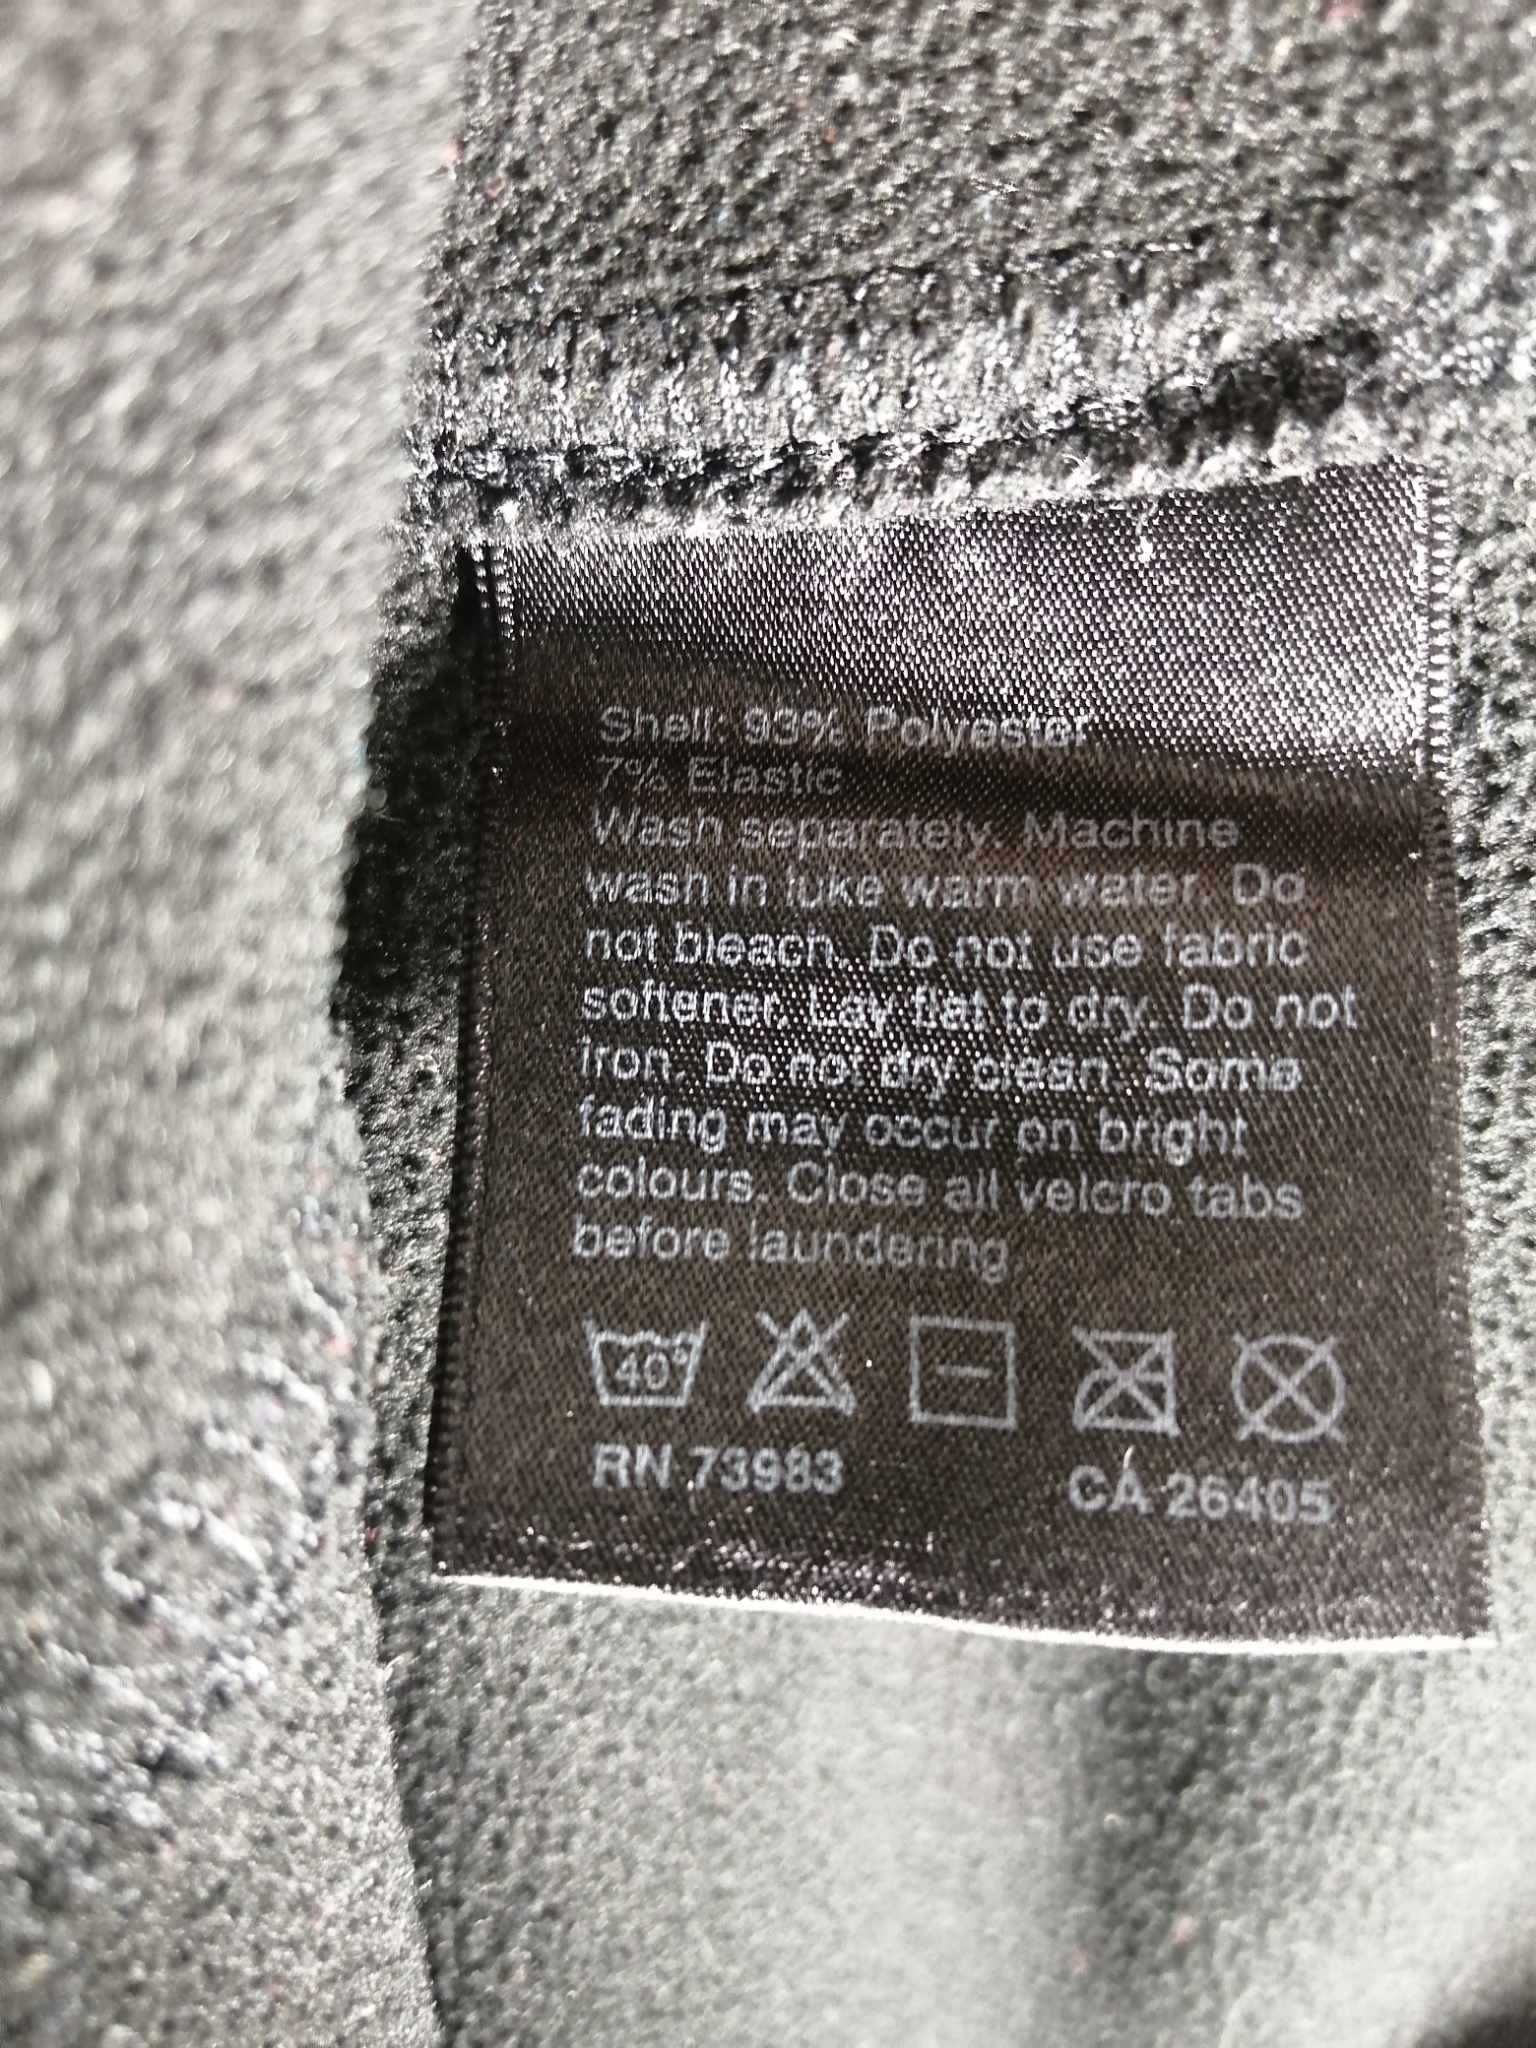 Shell: 93% Polyester
7% Elastic
Wash separately. Machine
wash in luke warm water. Do
not bleach. Do not use fabric
softener. Lay flat to dry. Do not
iron. Do not dry clean. Some
fading may occur on bright
colours. Close all velcro tabs
before laundering.
40°
RN 73983 CA 26405